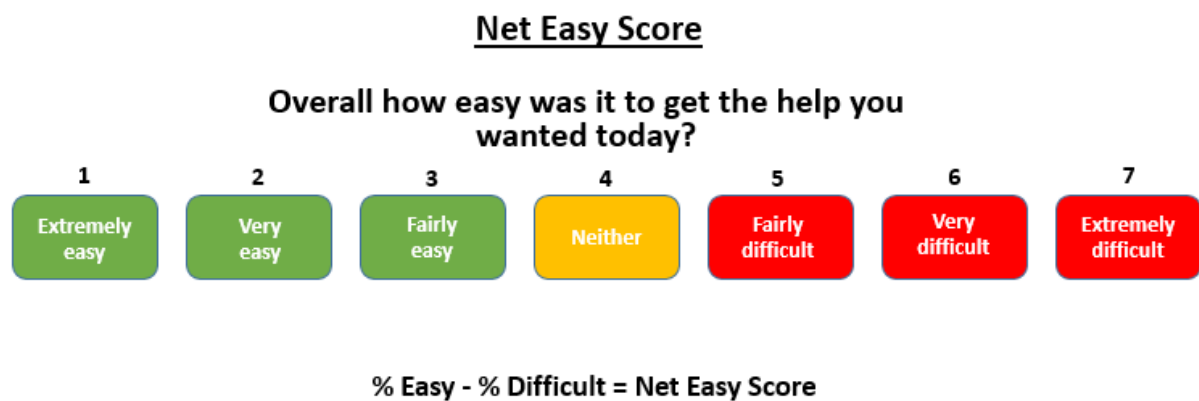 Net Easy Score
Overall how easy was it to get the help you
wanted today?
1 2 3 4 5 6 7
Extremely
easy
Very
easy
Fairly
easy
Neither
Fairly
difficult
Very
difficult
Extremely
difficult
% Easy - % Difficult = Net Easy Score